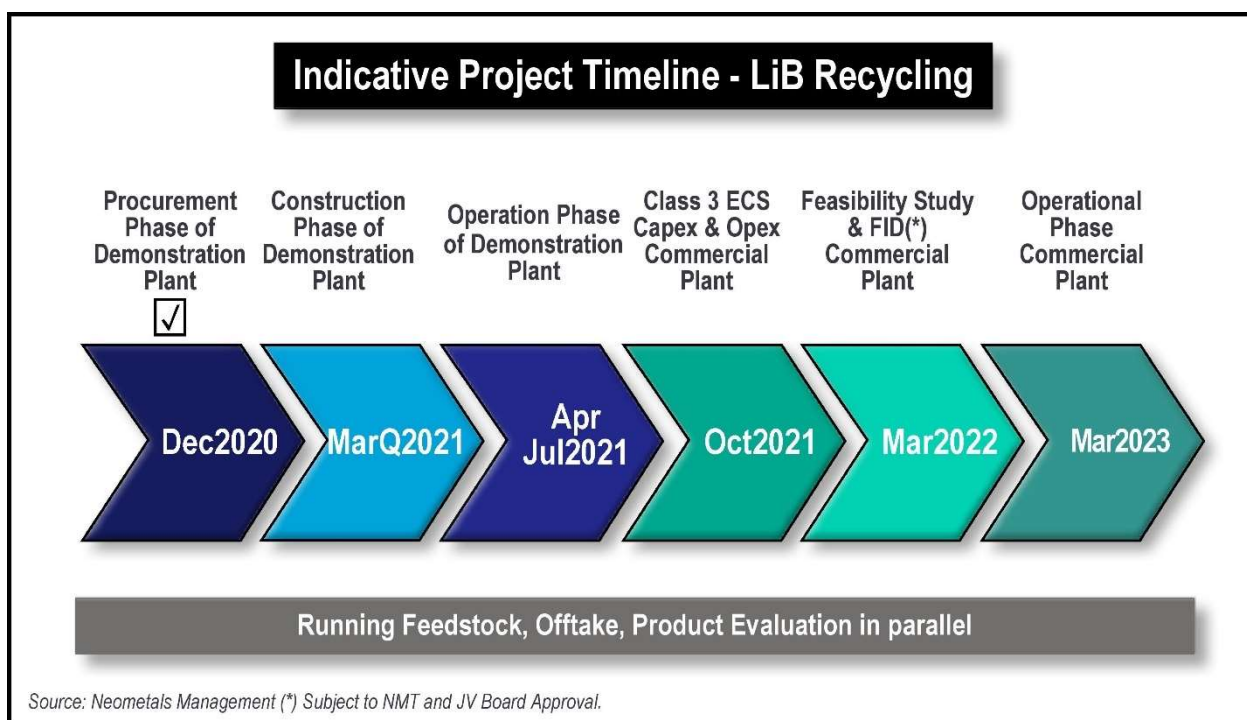 Indicative Project Timeline - LiB Recycling
Procurement
Phase of
Demonstration
Plant
√
Construction
Phase of
Demonstration
Plant
Operation Phase
of Demonstration
Plant
Class 3 ECS
Capex & Opex
Commercial
Plant
Feasibility Study
& FID(*)
Commercial
Plant
Operational
Phase
Commercial
Plant
Dec2020
MarQ2021
Apr
Jul2021
Oct2021
Mar2022
Mar2023
Running Feedstock, Offtake, Product Evaluation in parallel
Source: Neometals Management (*) Subject to NMT and JV Board Approval.